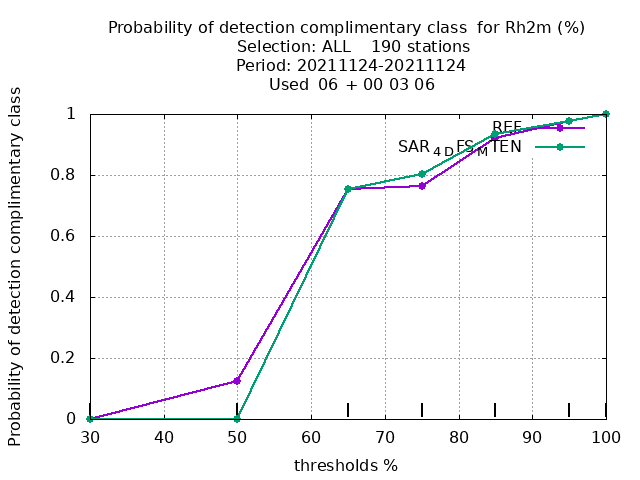 Probability of detection complimentary class for Rh2m (%)
Selection: ALL 190 stations
Period: 20211124-20211124
Used 06 + 00 03 06
Probability of detection complimentary class
1
0.8
0.6
0.4
0.2
0
REF
SAR4DFSMTEN
30 40 50 60 70 80 90 100
thresholds %